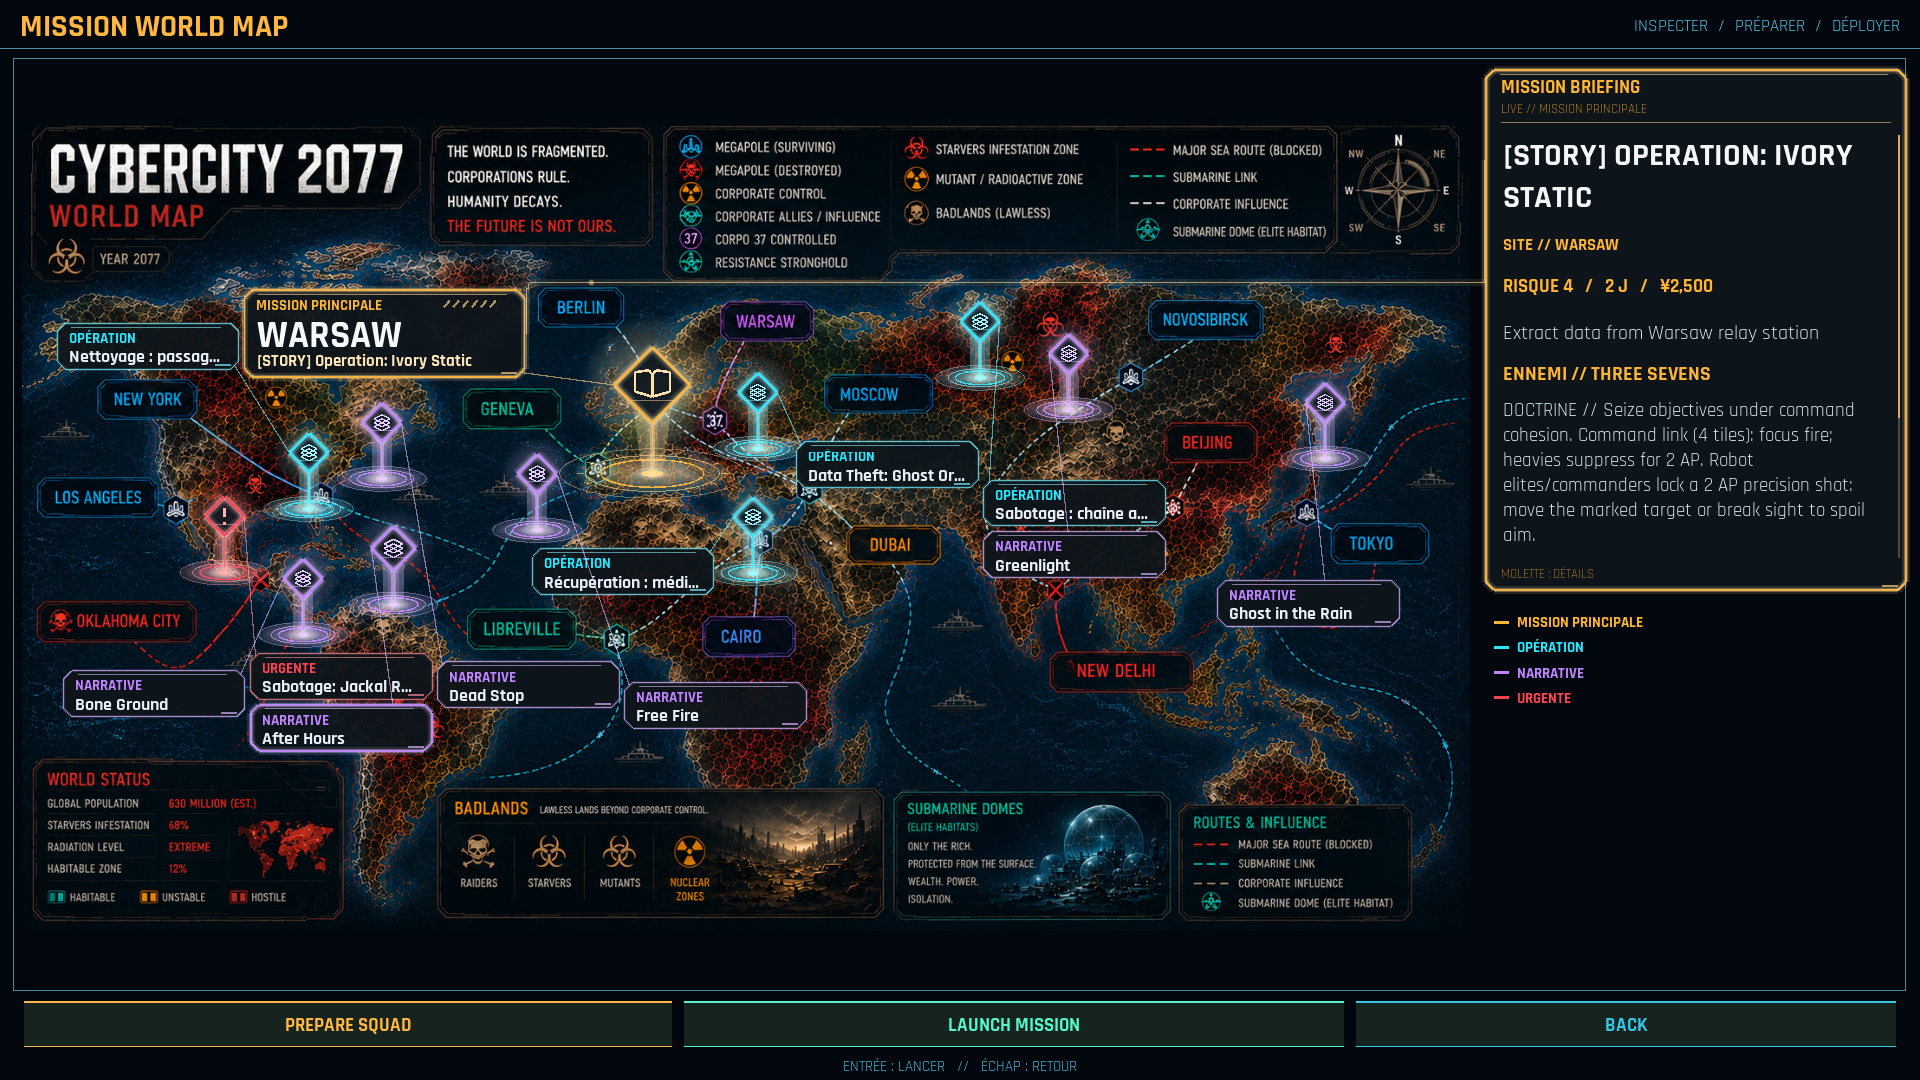 MISSION WORLD MAP
INSPECTER / PRÉPARER / DÉPLOYER
CYBERCITY 2077
WORLD MAP
YEAR 2077
THE WORLD IS FRAGMENTED.
CORPORATIONS RULE.
HUMANITY DECAYS.
THE FUTURE IS NOT OURS.
MEGAPOLE (SURVIVING)
MEGAPOLE (DESTROYED)
CORPORATE CONTROL
CORPORATE ALLIES / INFLUENCE
37 CORPO 37 CONTROLLED
RESISTANCE STRONGHOLD
STARVERS INFESTATION ZONE
MUTANT / RADIOACTIVE ZONE
BADLANDS (LAWLESS)
MAJOR SEA ROUTE (BLOCKED)
SUBMARINE LINK
CORPORATE INFLUENCE
SUBMARINE DOME (ELITE HABITAT)
N
NW NE
W E
SW SE
S
MISSION PRINCIPALE
WARSAW
[STORY] Operation: Ivory Static
OPÉRATION
Nettoyage : passag...
BERLIN
WARSAW
NOVOSIBIRSK
NEW YORK
GENEVA
MOSCOW
37
BEIJING
OPÉRATION
Data Theft: Ghost Or...
LOS ANGELES
OPÉRATION
Sabotage : chaîne a...
NARRATIVE
Greenlight
DUBAI
TOKYO
OPÉRATION
Récupération : médi...
NARRATIVE
Ghost in the Rain
OKLAHOMA CITY
LIBREVILLE
CAIRO
NEW DELHI
NARRATIVE
Bone Ground
URGENTE
Sabotage: Jackal R...
NARRATIVE
After Hours
NARRATIVE
Dead Stop
NARRATIVE
Free Fire
WORLD STATUS
GLOBAL POPULATION 630 MILLION (EST.)
STARVERS INFESTATION 68%
RADIATION LEVEL EXTREME
HABITABLE ZONE 12%
HABITABLE UNSTABLE HOSTILE
BADLANDS LAWLESS LANDS BEYOND CORPORATE CONTROL.
RAIDERS STARVERS MUTANTS NUCLEAR ZONES
SUBMARINE DOMES
(ELITE HABITATS)
ONLY THE RICH.
PROTECTED FROM THE SURFACE.
WEALTH. POWER.
ISOLATION.
ROUTES & INFLUENCE
MAJOR SEA ROUTE (BLOCKED)
SUBMARINE LINK
CORPORATE INFLUENCE
SUBMARINE DOME (ELITE HABITAT)
MISSION BRIEFING
LIVE // MISSION PRINCIPALE
[STORY] OPERATION: IVORY
STATIC
SITE // WARSAW
RISQUE 4 / 2 J / ¥2,500
Extract data from Warsaw relay station
ENNEMI // THREE SEVENS
DOCTRINE // Seize objectives under command
cohesion. Command link (4 tiles): focus fire;
heavies suppress for 2 AP. Robot
elites/commanders lock a 2 AP precision shot:
move the marked target or break sight to spoil
aim.
MOLETTE : DÉTAILS
MISSION PRINCIPALE
OPÉRATION
NARRATIVE
URGENTE
PREPARE SQUAD
LAUNCH MISSION
BACK
ENTRÉE : LANCER // ÉCHAP : RETOUR